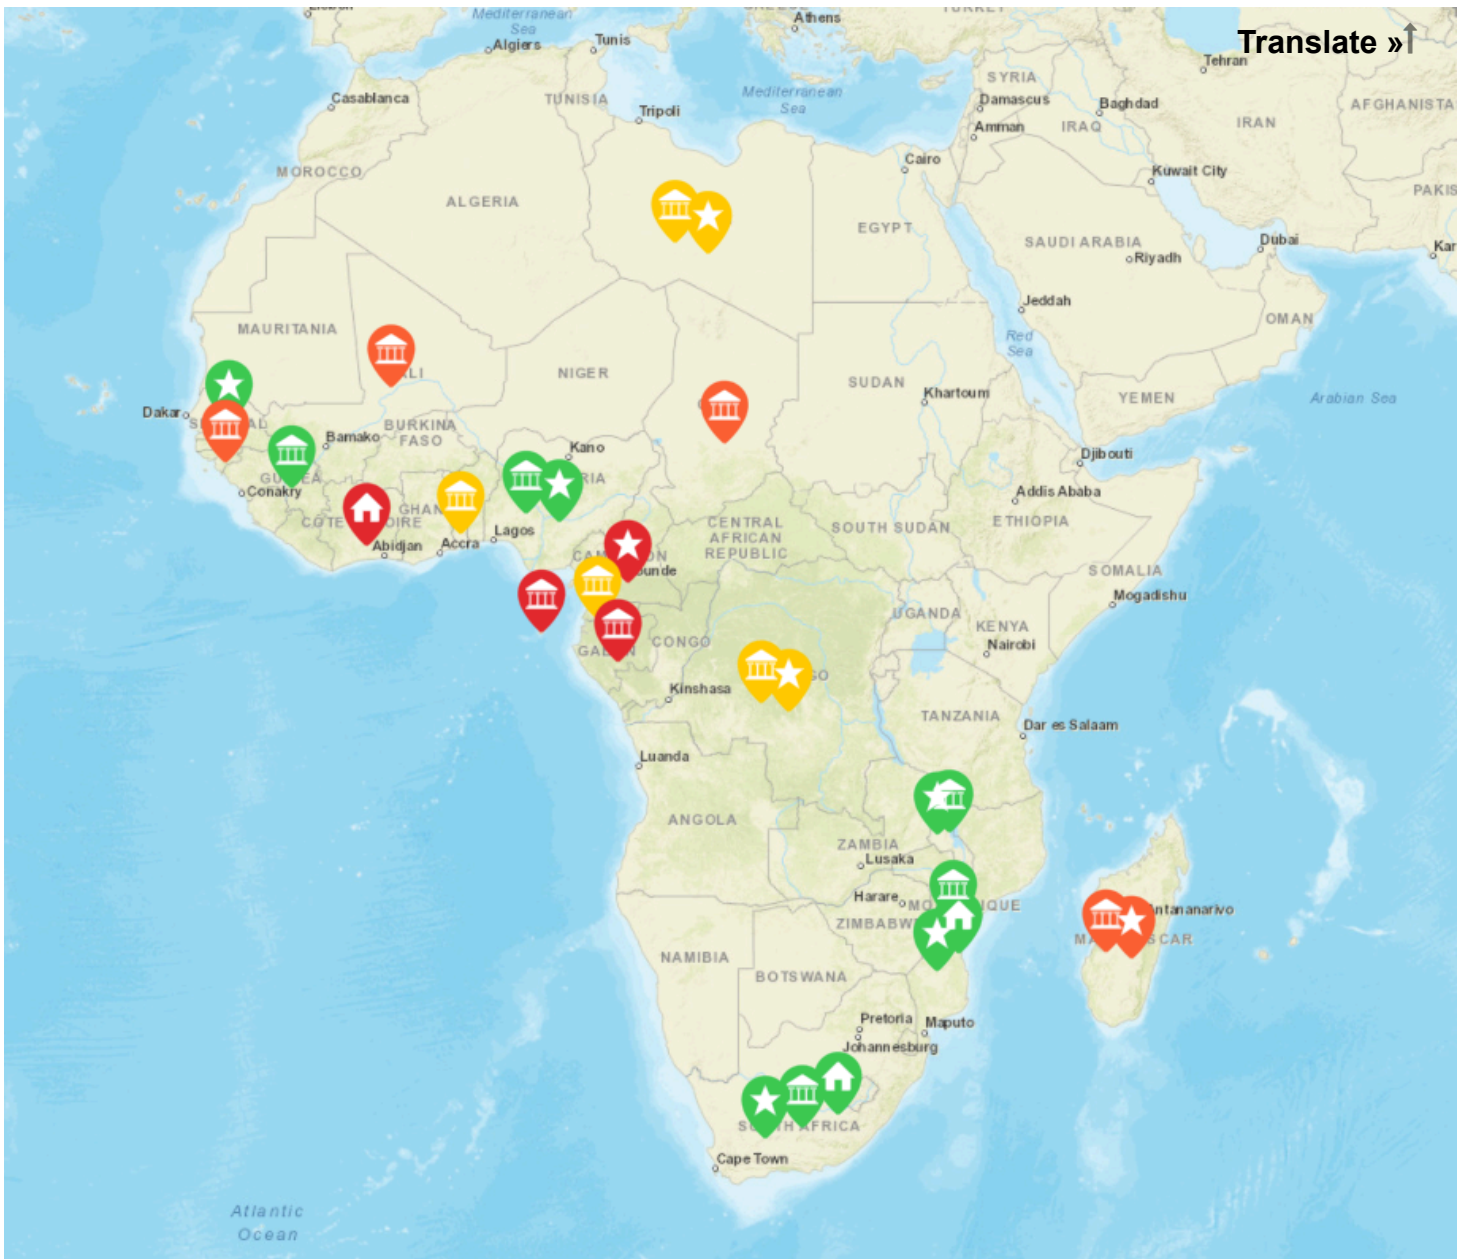 Mediterranean
Sea
Athens
Translate »
Algiers
Tunis
Tehran
SYRIA
Casablanca
TUNISIA
Mediterranean
Sea
Damascus
Baghdad
Tripoli
Amman
IRAQ
IRAN
Cairo
MOROCCO
Kuwait City
ALGERIA
EGYPT
SAUDI ARABIA
Dubai
Riyadh
Jeddah
OMAN
MAURITANIA
Red
Sea
NIGER
SUDAN
Khartoum
YEMEN
Arabian Sea
Dakar
BURKINA
FASO
Bamako
Kano
Djibouti
Conakry
Addis Ababa
ETHIOPIA
SOUTH SUDAN
CENTRAL
AFRICAN
REPUBLIC
Lagos
Abidjan
Accra
SOMALIA
Mogadishu
UGANDA
KENYA
Nairobi
CONGO
Kinshasa
TANZANIA
Dar es Salaam
Luanda
ANGOLA
ZAMBIA
Lusaka
Harare
Antananarivo
NAMIBIA
BOTSWANA
Pretoria
Maputo
Johannesburg
Cape Town
Atlantic
Ocean